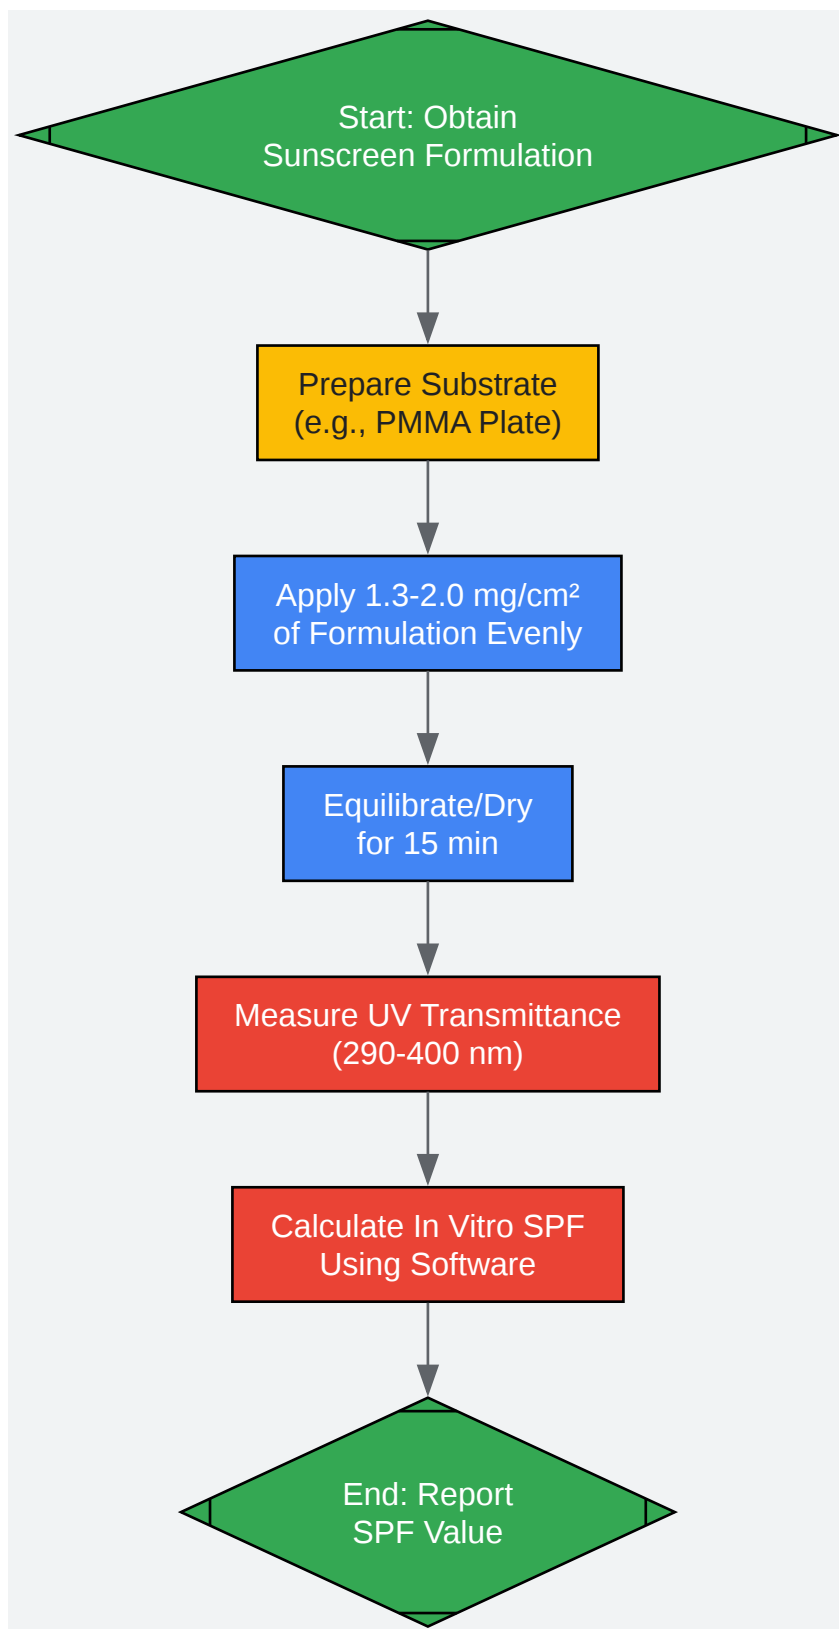 Start: Obtain
Sunscreen Formulation
Prepare Substrate
(e.g., PMMA Plate)
Apply 1.3-2.0 mg/cm²
of Formulation Evenly
Equilibrate/Dry
for 15 min
Measure UV Transmittance
(290-400 nm)
Calculate In Vitro SPF
Using Software
End: Report
SPF Value